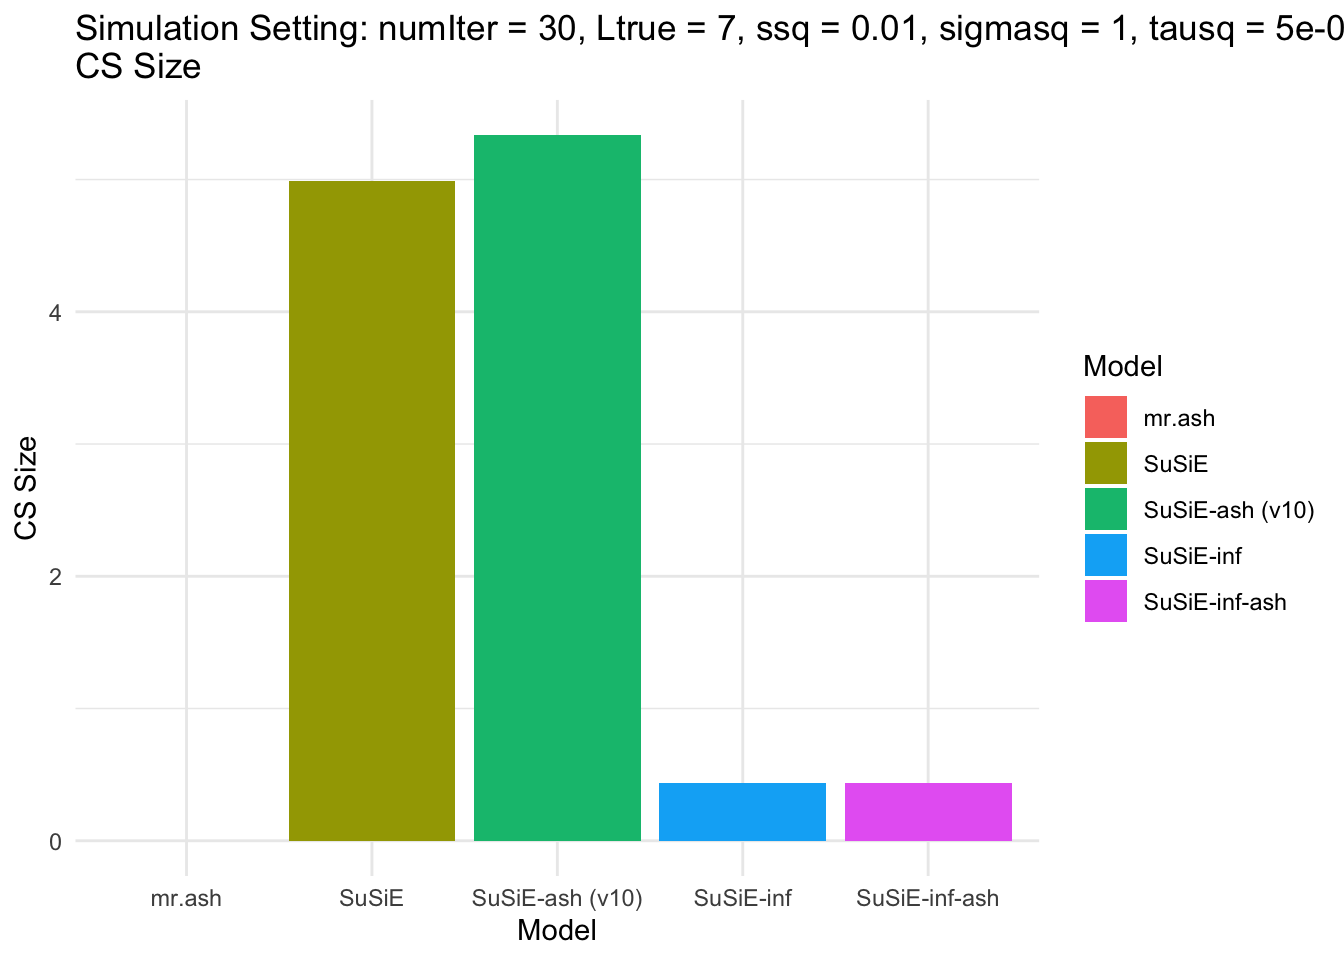 Simulation Setting: numIter = 30, Ltrue = 7, ssq = 0.01, sigmasq = 1, tausq = 5e-0
CS Size
CS Size
4
2
0
mr.ash
SuSiE
SuSiE-ash (v10)
SuSiE-inf
SuSiE-inf-ash
Model
Model
mr.ash
SuSiE
SuSiE-ash (v10)
SuSiE-inf
SuSiE-inf-ash